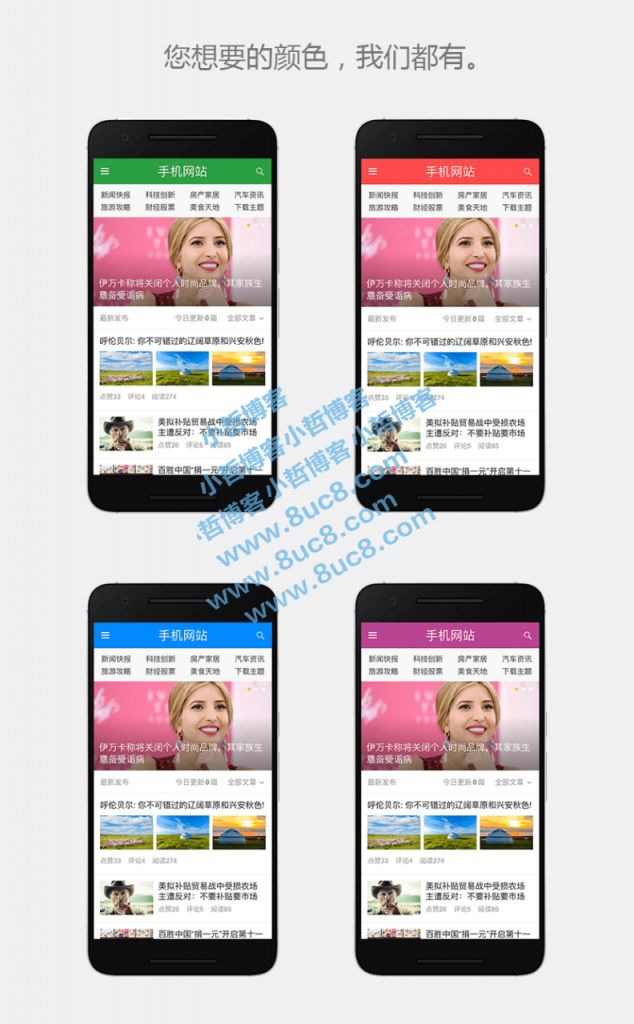 您想要的颜色，我们都有。
手机网站
新闻快报 科技创新 房产家居 汽车资讯
旅游攻略 财经股票 美食天地 下载主题
伊万卡称将关闭个人时尚品牌，其家族生
意备受诟病
最新发布 今日更新0篇 全部文章
呼伦贝尔: 你不可错过的辽阔草原和兴安秋色!
点赞33 评论4 阅读274
美拟补贴贸易战中受损农场
主遭反对：不要补贴要市场
点赞26 评论5 阅读85
百胜中国“捐一元”开启第十一
手机网站
新闻快报 科技创新 房产家居 汽车资讯
旅游攻略 财经股票 美食天地 下载主题
伊万卡称将关闭个人时尚品牌，其家族生
意备受诟病
最新发布 今日更新0篇 全部文章
呼伦贝尔: 你不可错过的辽阔草原和兴安秋色!
点赞33 评论4 阅读274
美拟补贴贸易战中受损农场
主遭反对：不要补贴要市场
点赞26 评论5 阅读85
百胜中国“捐一元”开启第十一
小哲博客小哲博客
哲博客小哲博客小哲博客
www.8uc8.com
www.8uc8.com
手机网站
新闻快报 科技创新 房产家居 汽车资讯
旅游攻略 财经股票 美食天地 下载主题
伊万卡称将关闭个人时尚品牌，其家族生
意备受诟病
最新发布 今日更新0篇 全部文章
呼伦贝尔: 你不可错过的辽阔草原和兴安秋色!
点赞33 评论4 阅读274
美拟补贴贸易战中受损农场
主遭反对：不要补贴要市场
点赞26 评论5 阅读85
百胜中国“捐一元”开启第十一
手机网站
新闻快报 科技创新 房产家居 汽车资讯
旅游攻略 财经股票 美食天地 下载主题
伊万卡称将关闭个人时尚品牌，其家族生
意备受诟病
最新发布 今日更新0篇 全部文章
呼伦贝尔: 你不可错过的辽阔草原和兴安秋色!
点赞33 评论4 阅读274
美拟补贴贸易战中受损农场
主遭反对：不要补贴要市场
点赞26 评论5 阅读85
百胜中国“捐一元”开启第十一